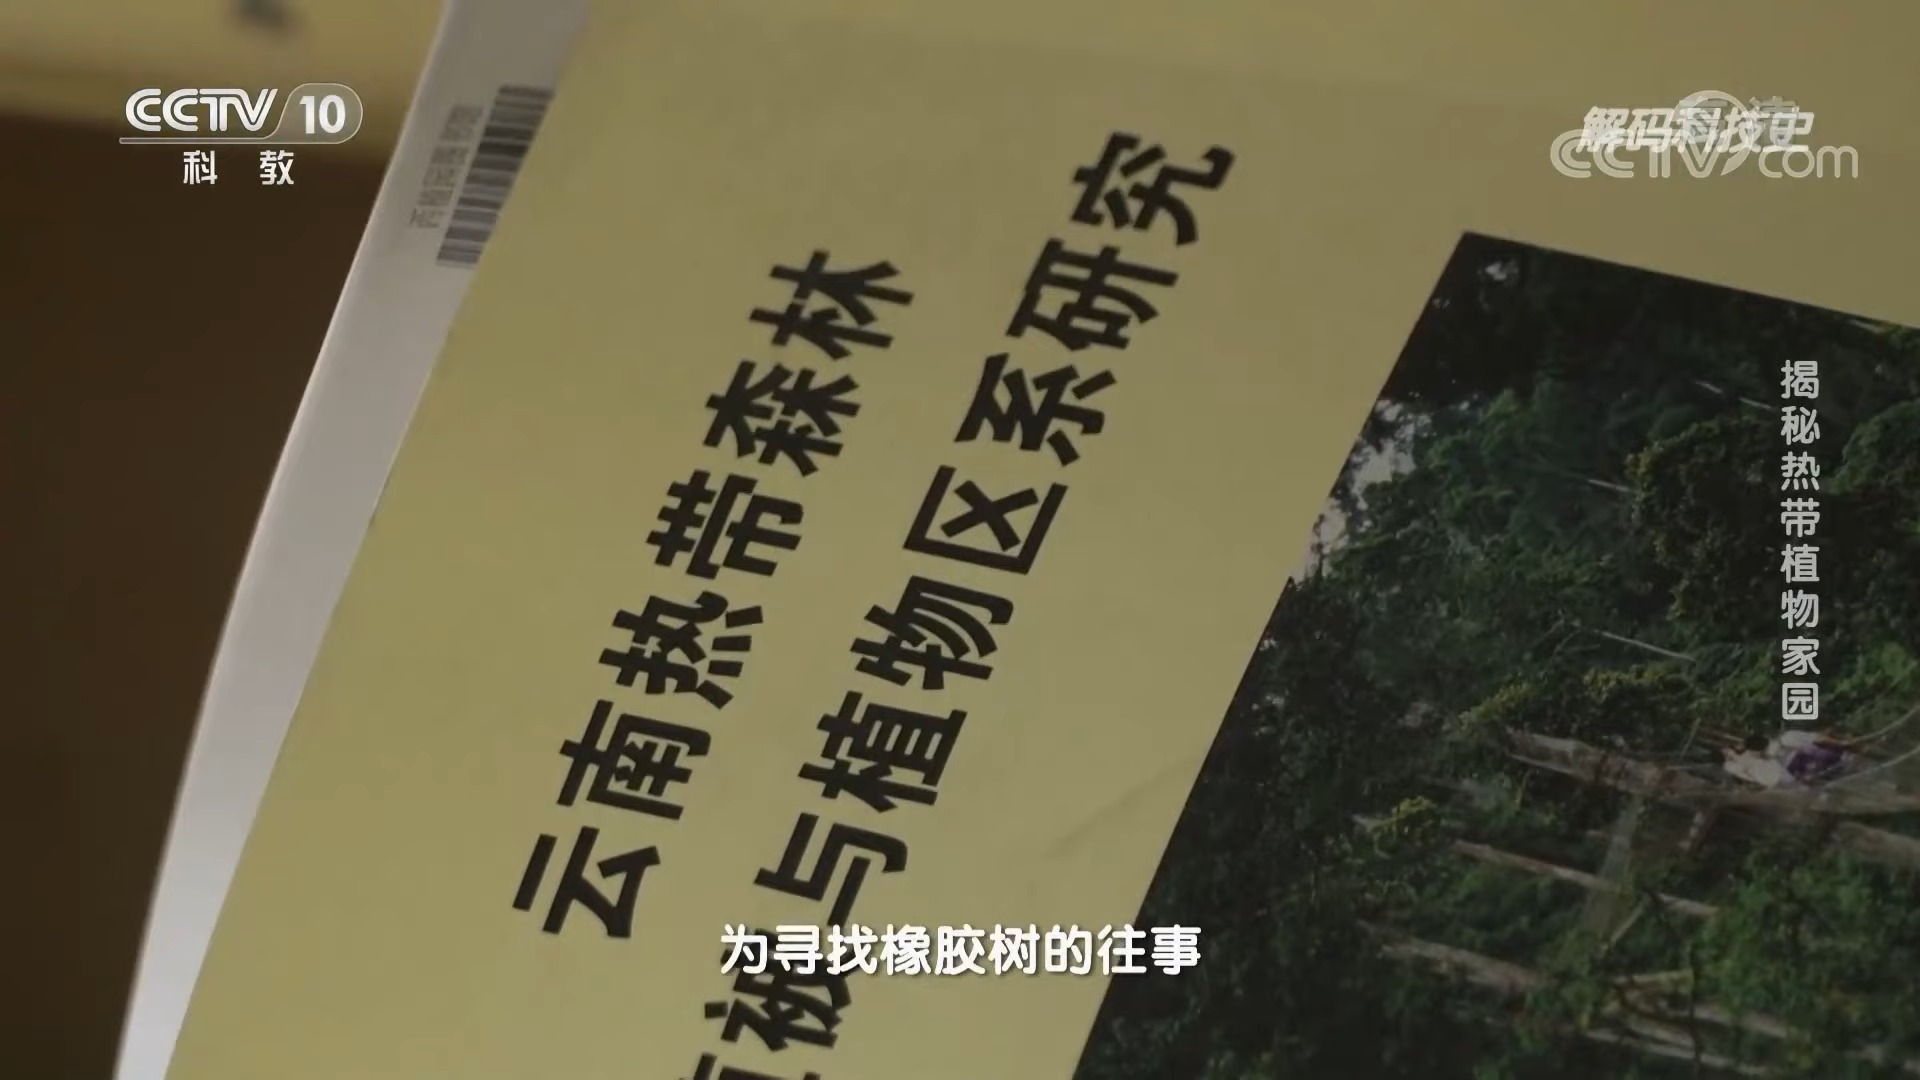 CCTV 10
科 教
解码科技史
CCTV.com
云南热带森林
植被与植物区系研究
揭秘热带植物家园
为寻找橡胶树的往事